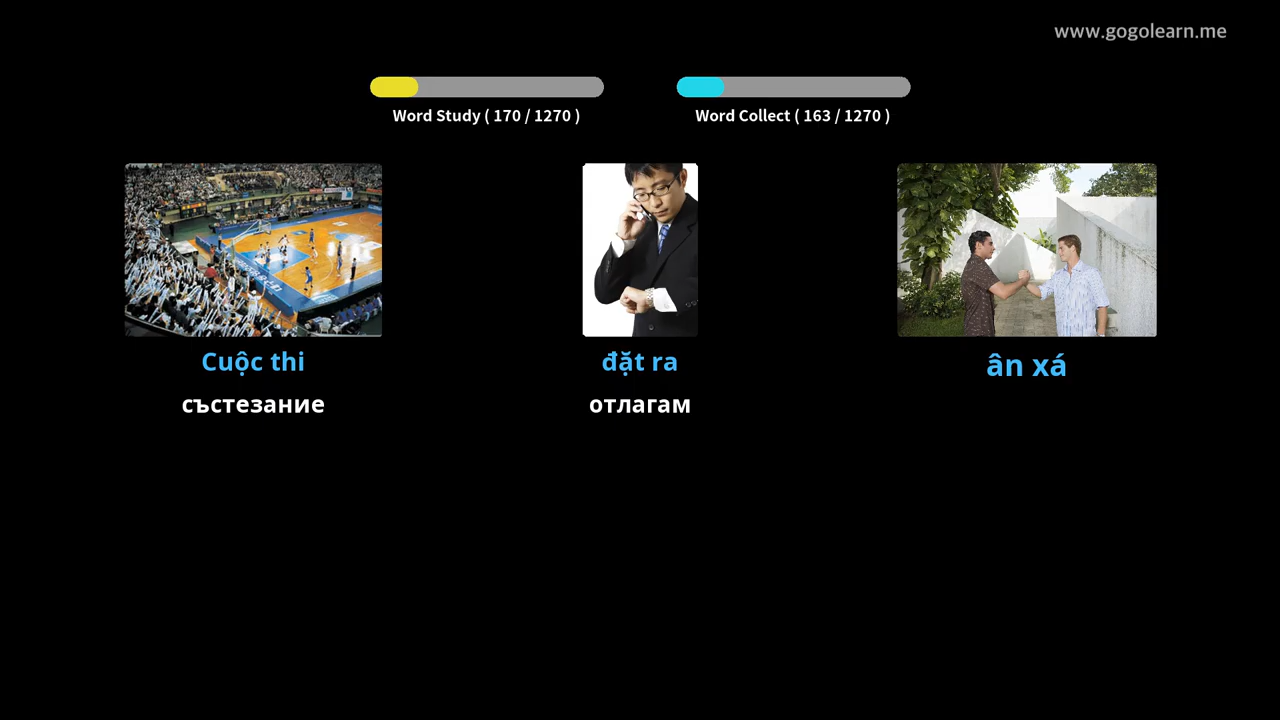 www.gogolearn.me
Word Study ( 170 / 1270 )
Word Collect ( 163 / 1270 )
Cuộc thi
състезание
đặt ra
отлагам
ân xá